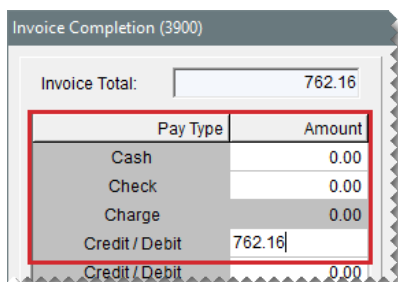 Invoice Completion (3900)
Invoice Total: 762.16
Pay Type Amount
Cash 0.00
Check 0.00
Charge 0.00
Credit / Debit 762.16
Credit / Debit 0.00